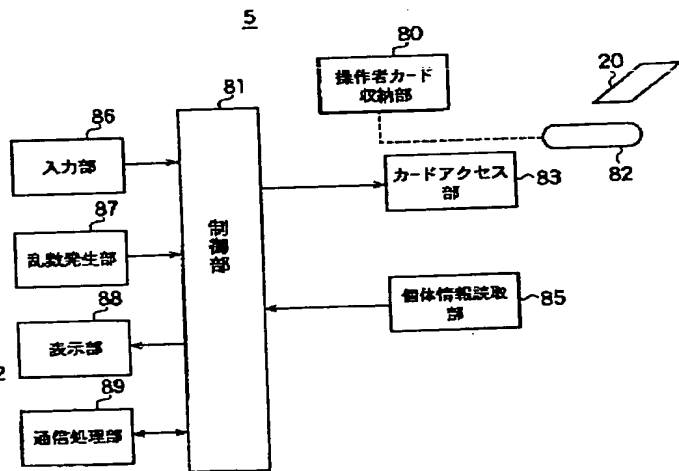 5
80
操作者カード
収納部
20
82
81
制御部
86
入力部
87
乱数発生部
88
表示部
89
通信処理部
カードアクセス
部
83
個体情報読取
部
85
2